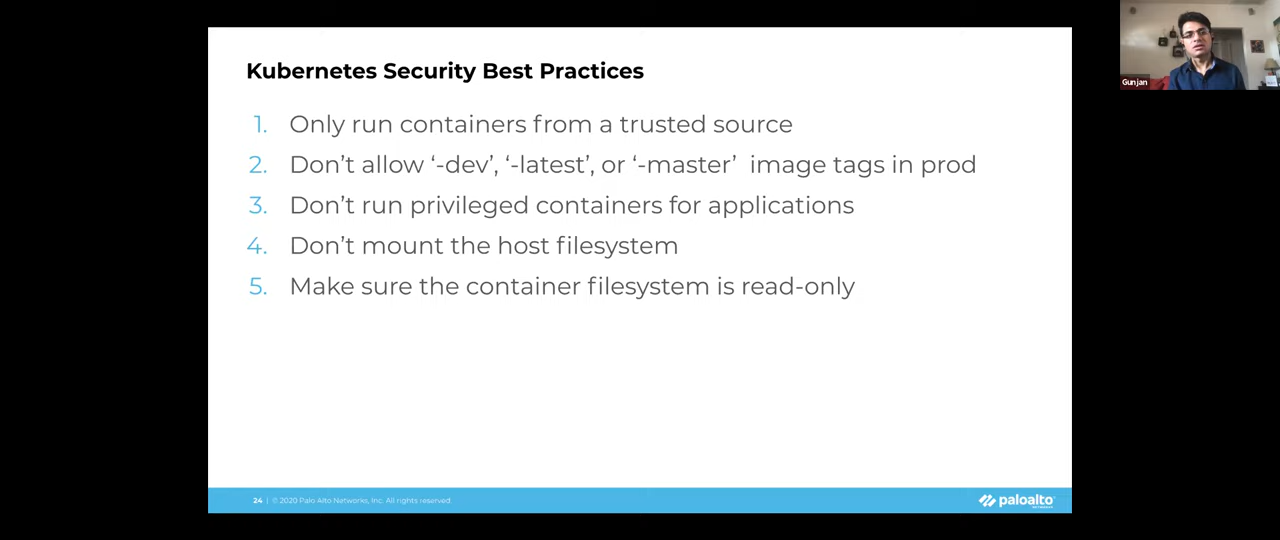 Kubernetes Security Best Practices
1. Only run containers from a trusted source
2. Don’t allow ‘-dev’, ‘-latest’, or ‘-master’ image tags in prod
3. Don’t run privileged containers for applications
4. Don’t mount the host filesystem
5. Make sure the container filesystem is read-only
24 | © 2020 Palo Alto Networks, Inc. All rights reserved
paloalto
NETWORKS
Gunjan